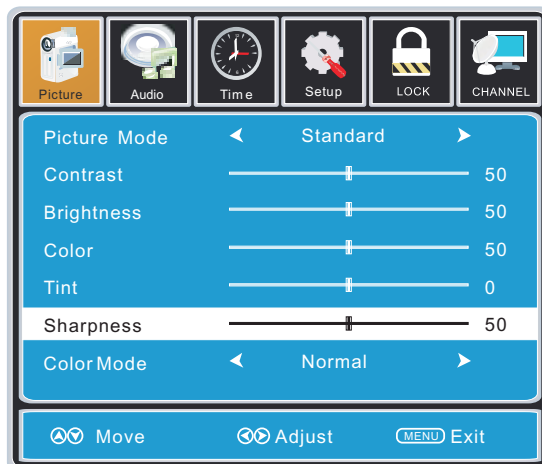 Picture Audio Time Setup LOCK CHANNEL
Picture Mode Standard
Contrast 50
Brightness 50
Color 50
Tint 0
Sharpness 50
Color Mode Normal
Move Adjust MENU Exit